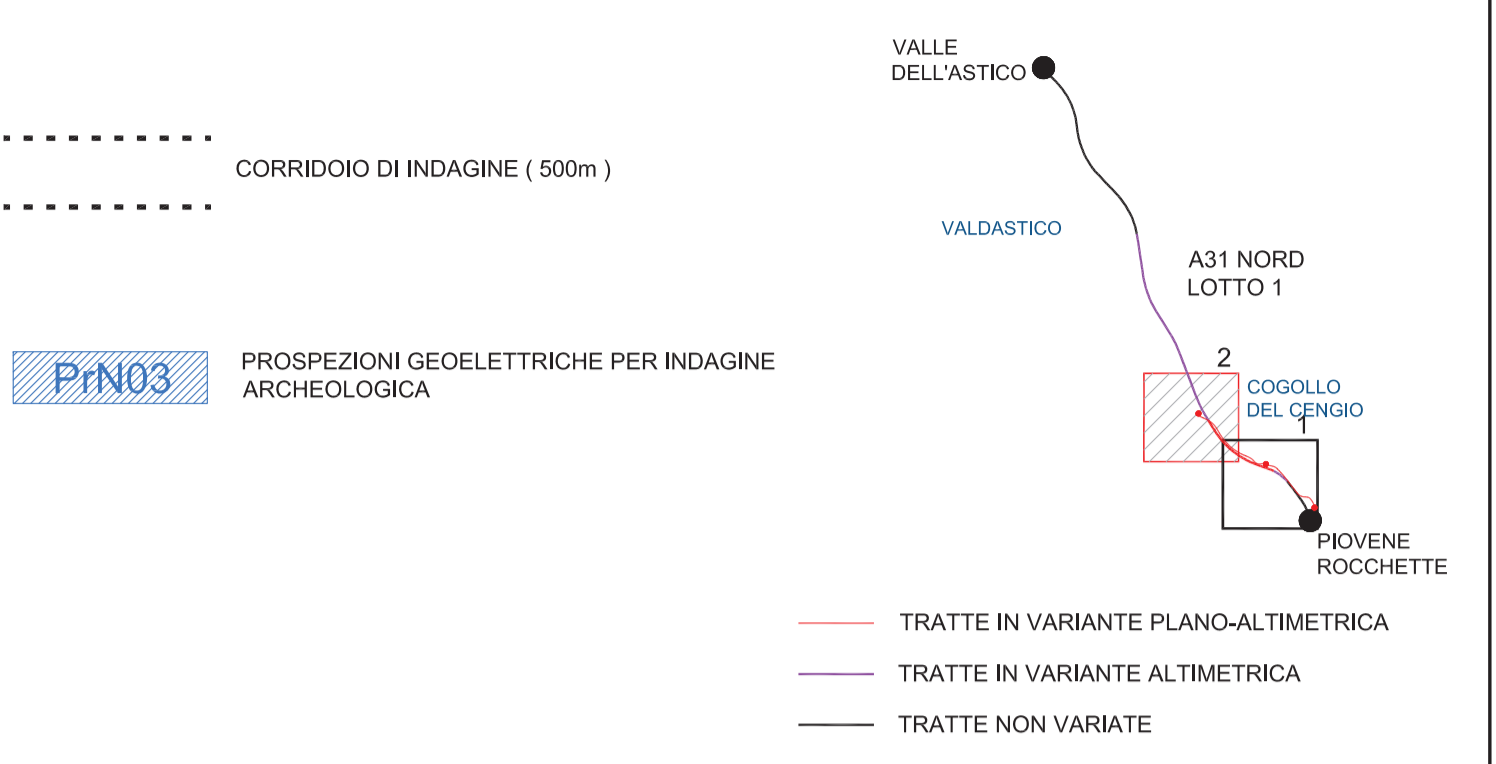 CORRIDOIO DI INDAGINE ( 500m )
PrN03
PROSPEZIONI GEOELETTRICHE PER INDAGINE
ARCHEOLOGICA
VALLE
DELL'ASTICO
VALDASTICO
A31 NORD
LOTTO 1
2
COGOLLO
DEL CENGIO
1
PIOVENE
ROCCHETTE
TRATTE IN VARIANTE PLANO-ALTIMETRICA
TRATTE IN VARIANTE ALTIMETRICA
TRATTE NON VARIATE